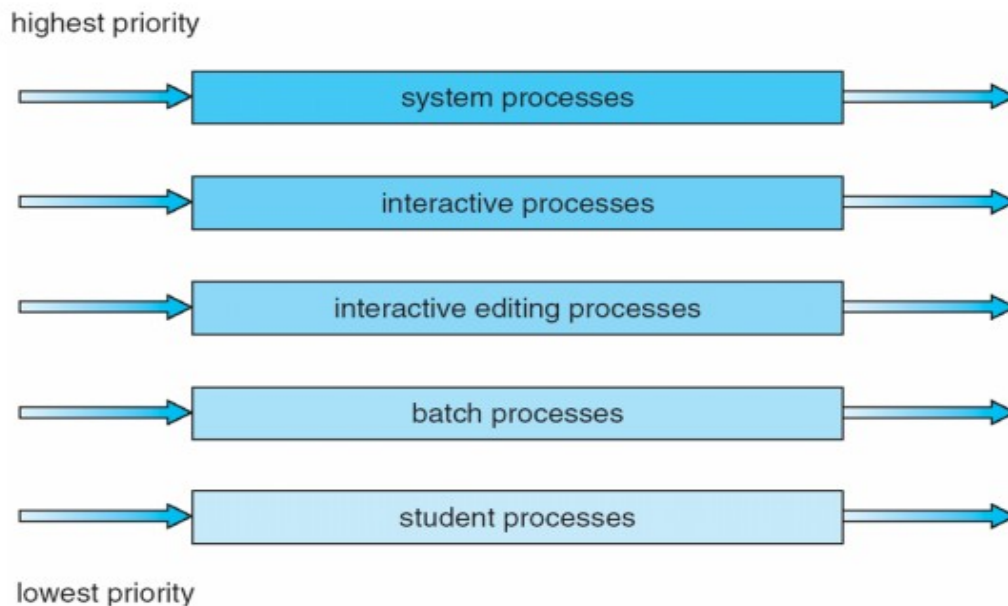 highest priority
system processes
interactive processes
interactive editing processes
batch processes
student processes
lowest priority